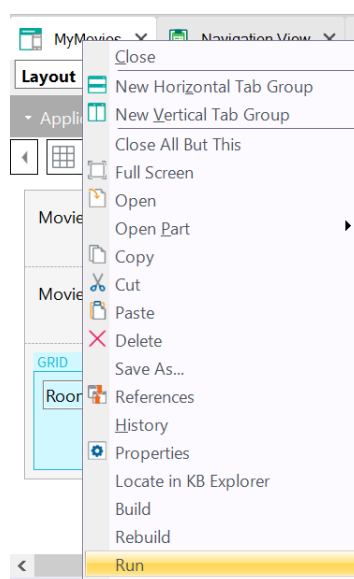 MyMovies
Navigation View
Close
Layout
New Horizontal Tab Group
New Vertical Tab Group
Applic
Close All But This
Full Screen
Open
Movie
Open Part
Copy
Cut
Movie
Paste
Delete
GRID
Save As...
Room
References
History
Properties
Locate in KB Explorer
Build
Rebuild
Run